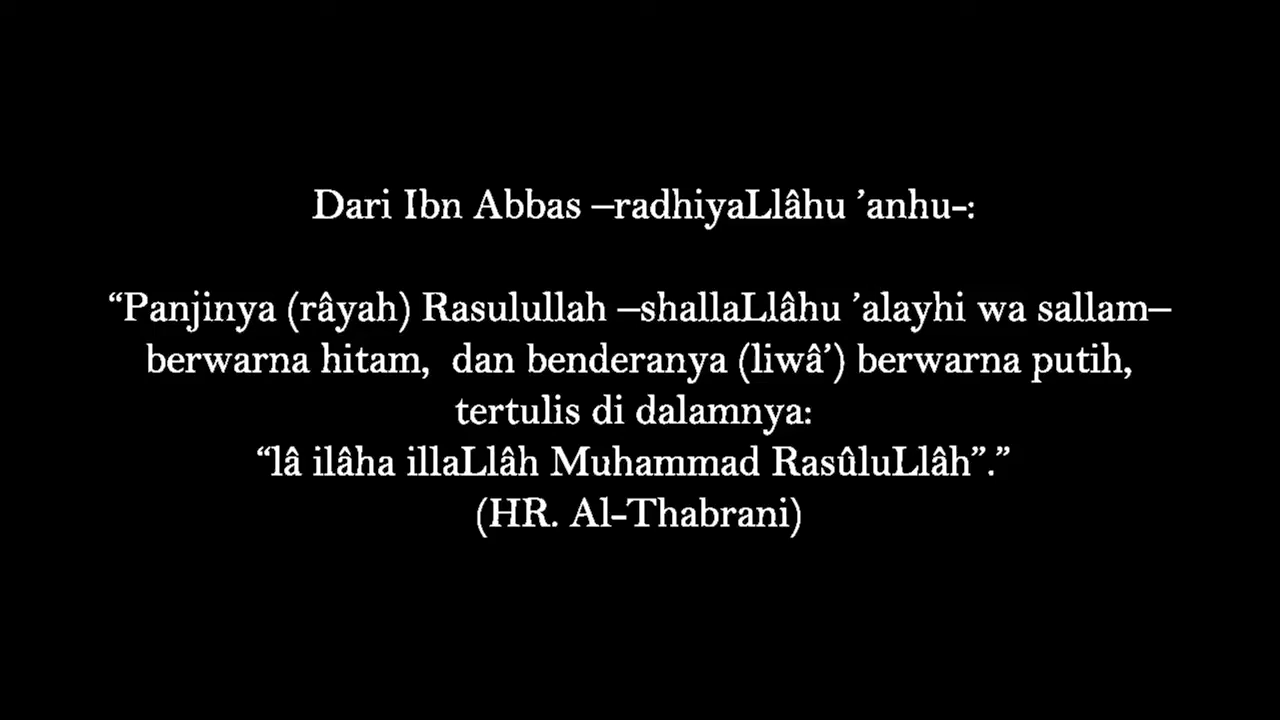 Dari Ibn Abbas –radhiyaLlâhu ’anhu-:
“Panjinya (râyah) Rasulullah –shallaLlâhu ’alayhi wa sallam–
berwarna hitam,  dan benderanya (liwâ’) berwarna putih,
tertulis di dalamnya:
“lâ ilâha illaLlâh Muhammad RasûluLlâh”.”
(HR. Al-Thabrani)